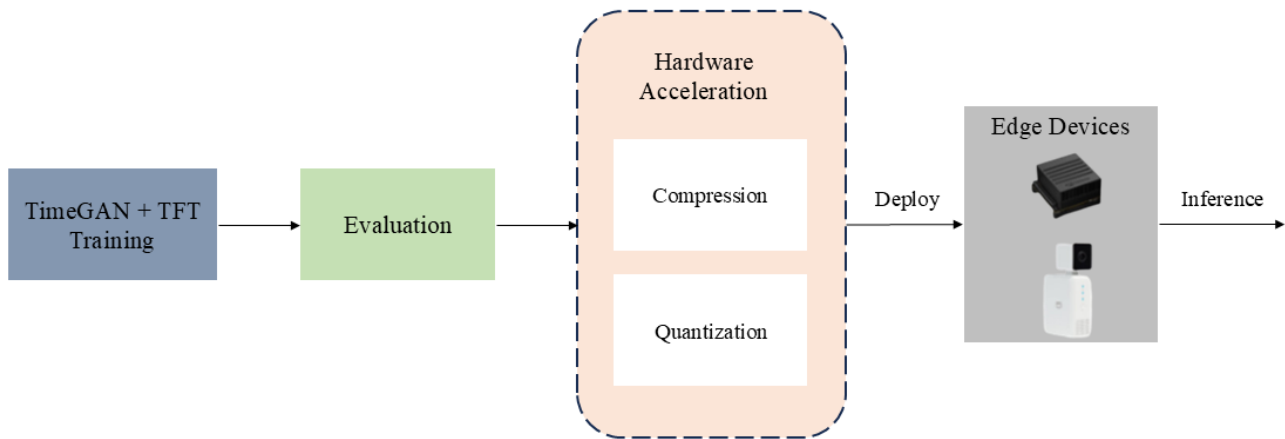 TimeGAN + TFT
Training
Evaluation
Hardware
Acceleration
Compression
Quantization
Deploy
Edge Devices
Inference